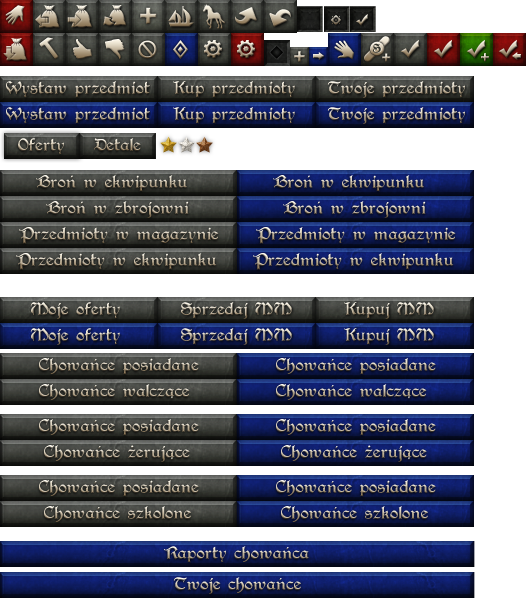 3
Wystaw przedmiot Kup przedmioty Twoje przedmioty
Wystaw przedmiot Kup przedmioty Twoje przedmioty
Oferty Detale
Broń w ekwipunku Broń w ekwipunku
Broń w zbrojowni Broń w zbrojowni
Przedmioty w magazynie Przedmioty w magazynie
Przedmioty w ekwipunku Przedmioty w ekwipunku
Moje oferty Sprzedaj MM Kupuj MM
Moje oferty Sprzedaj MM Kupuj MM
Chowańce posiadane Chowańce posiadane
Chowańce walczące Chowańce walczące
Chowańce posiadane Chowańce posiadane
Chowańce żerujące Chowańce żerujące
Chowańce posiadane Chowańce posiadane
Chowańce szkolone Chowańce szkolone
Raporty chowańca
Twoje chowańce